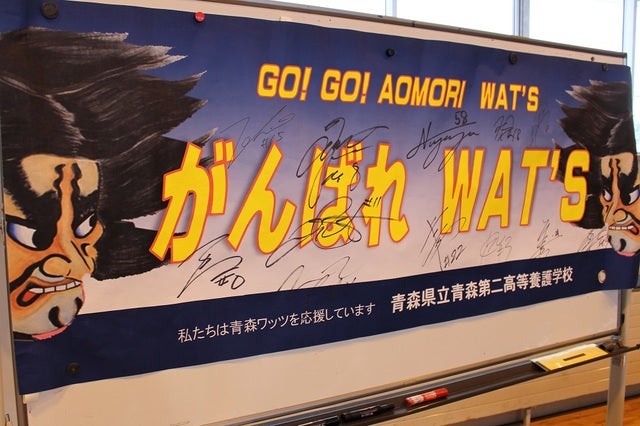 GO! GO! AOMORI WAT'S
がんばれ WAT'S
私たちは青森ワッツを応援しています 青森県立青森第二高等養護学校